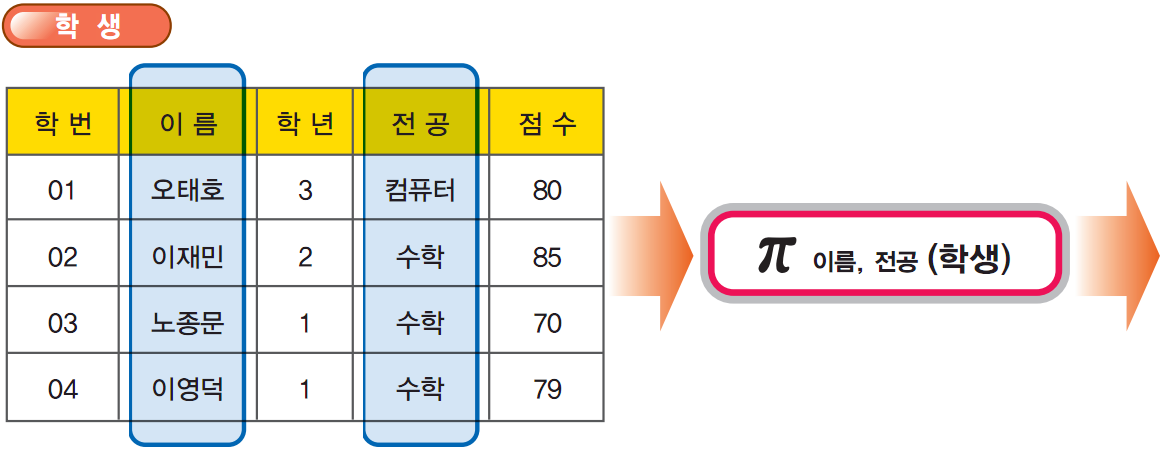 학 생
학 번 이 름 학 년 전 공 점 수
01 오태호 3 컴퓨터 80
02 이재민 2 수학 85
03 노종문 1 수학 70
04 이영덕 1 수학 79
π 이름, 전공 (학생)